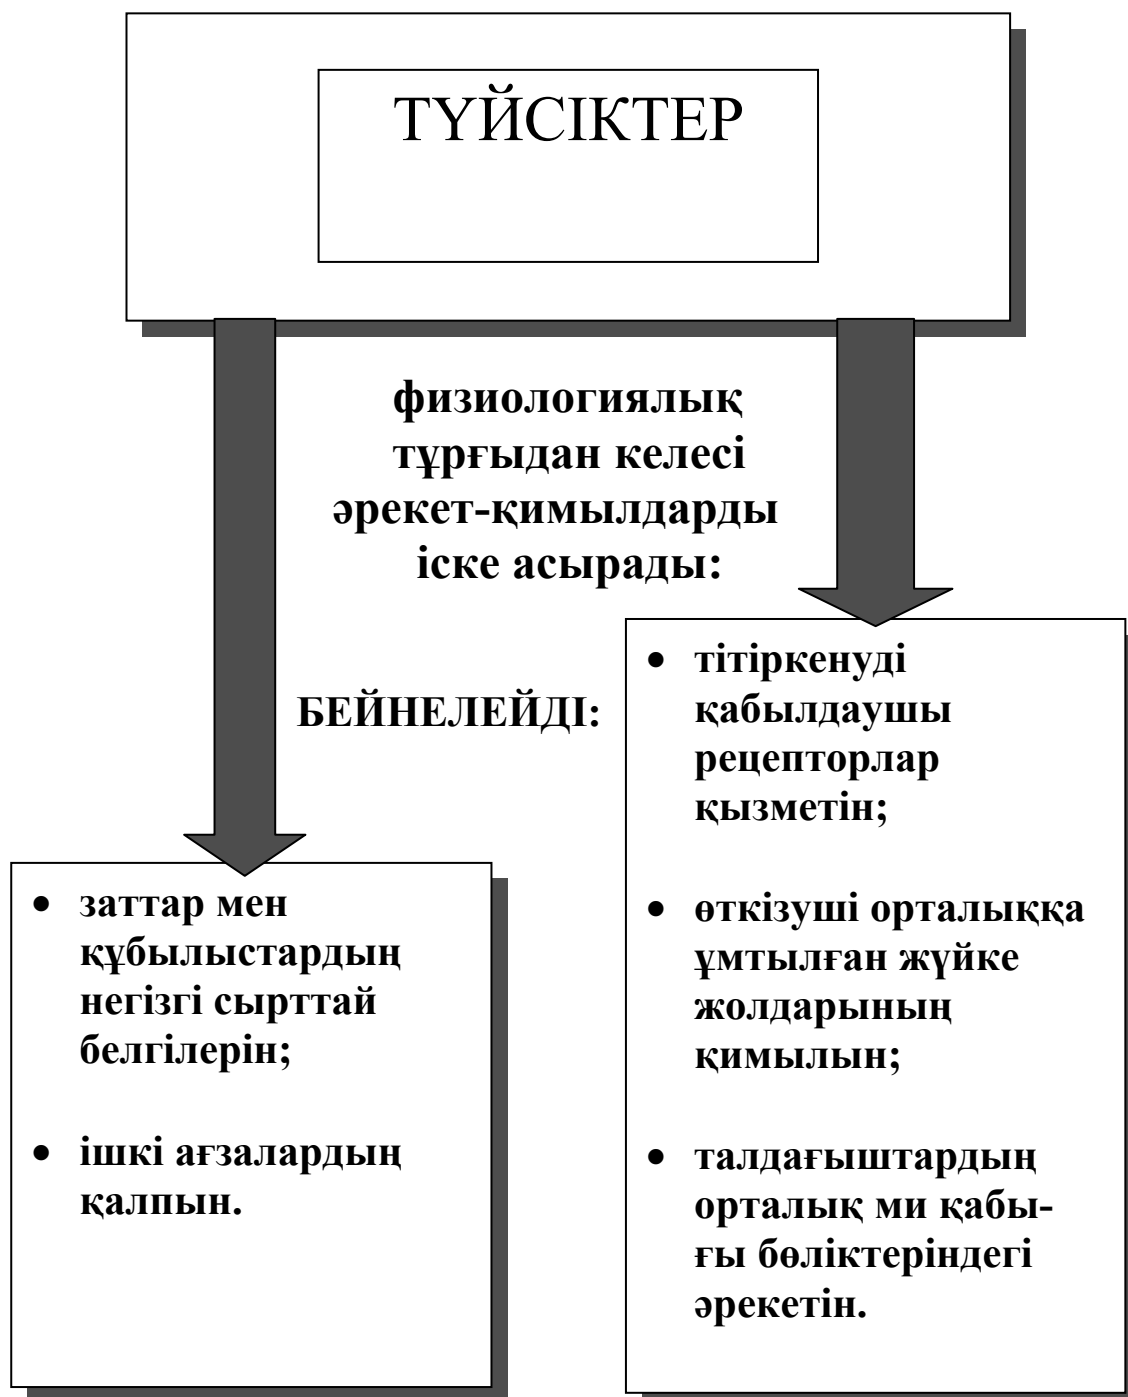 ТҮЙСІКТЕР
физиологиялық
тұрғыдан келесі
әрекет-қимылдарды
іске асырады:
БЕЙНЕЛЕЙДІ:
• заттар мен
құбылыстардың
негізгі сырттай
белгілерін;
• ішкі ағзалардың
қалпын.
• тітіркенуді
қабылдаушы
рецепторлар
қызметін;
• өткізуші орталыққа
ұмтылған жүйке
жолдарының
қимылын;
• талдағыштардың
орталық ми қабы-
ғы бөліктеріндегі
әрекетін.